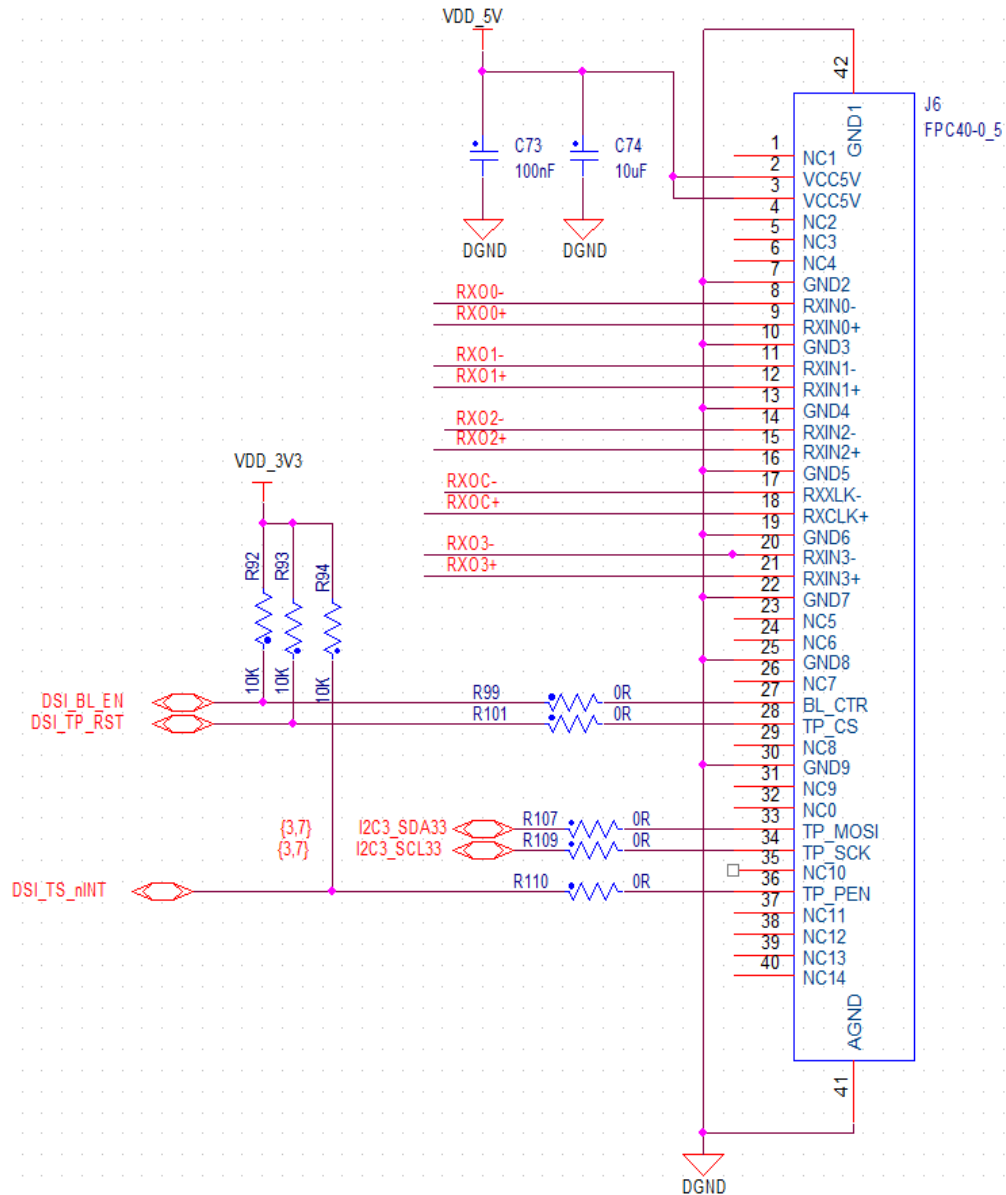 VDD_5V
42
J6
FPC40-0_5
GND1
C73
100nF
C74
10uF
DGND
DGND
1 NC1
2 VCC5V
3 VCC5V
4 NC2
5 NC3
6 NC4
7 GND2
RXO0- 8 RXIN0-
RXO0+ 9 RXIN0+
10 GND3
RXO1- 11 RXIN1-
RXO1+ 12 RXIN1+
13 GND4
RXO2- 14 RXIN2-
RXO2+ 15 RXIN2+
16 GND5
VDD_3V3
RXOC- 17 RXXLK-
RXOC+ 18 RXCLK+
19 GND6
RXO3- 20 RXIN3-
RXO3+ 21 RXIN3+
22 GND7
R92 R93 R94
10K 10K 10K
23 NC5
24 NC6
25 GND8
26 NC7
DSI_BL_EN R99 0R 27 BL_CTR
DSI_TP_RST R101 0R 28 TP_CS
29 NC8
30 GND9
31 NC9
32 NC0
{3,7} I2C3_SDA33 R107 0R 33 TP_MOSI
{3,7} I2C3_SCL33 R109 0R 34 TP_SCK
35 NC10
DSI_TS_nINT R110 0R 36 TP_PEN
37 NC11
38 NC12
39 NC13
40 NC14
AGND
41
DGND